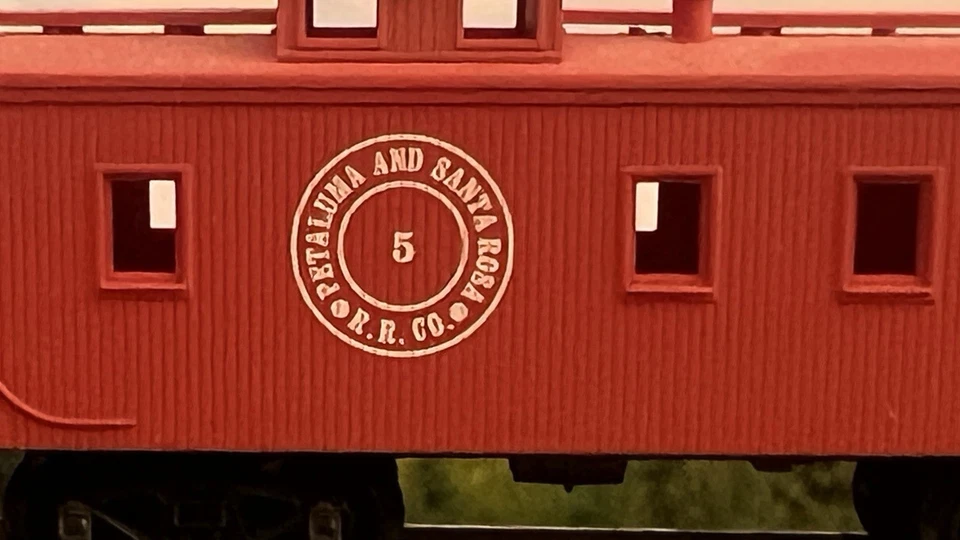 PETALUMA AND SANTA ROSA
5
R.R. CO.